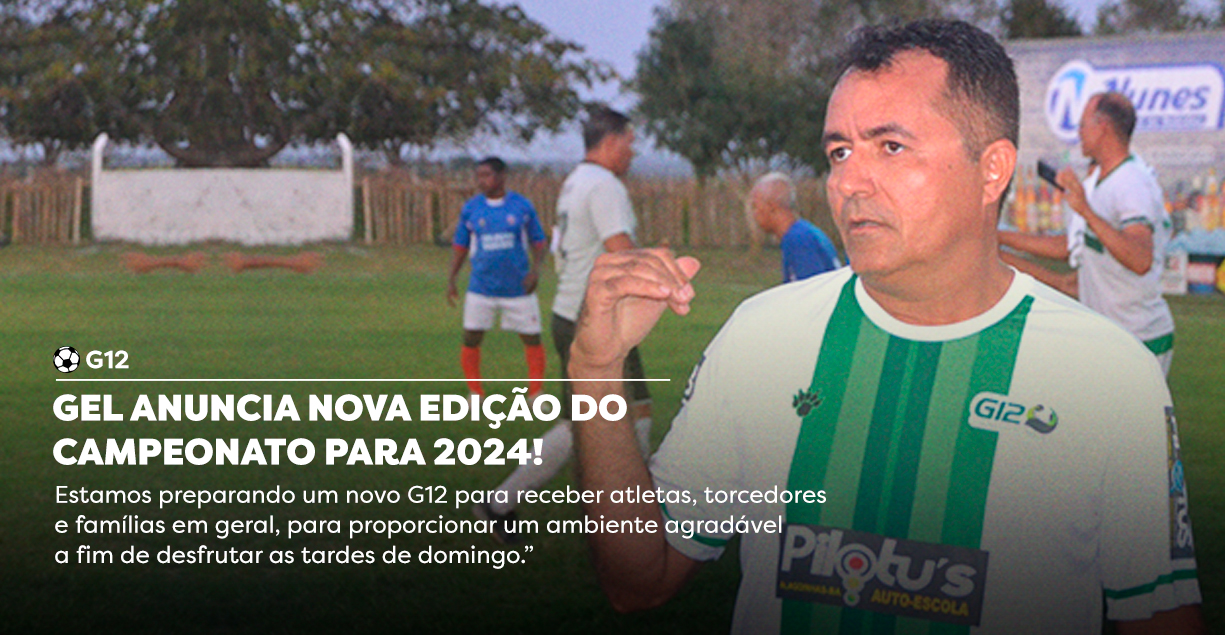 Nunes
G12
GEL ANUNCIA NOVA EDIÇÃO DO
CAMPEONATO PARA 2024!
Estamos preparando um novo G12 para receber atletas, torcedores
e famílias em geral, para proporcionar um ambiente agradável
a fim de desfrutar as tardes de domingo.”
G12
Pilotu's
ALAGOINHAS-BA
AUTO-ESCOLA